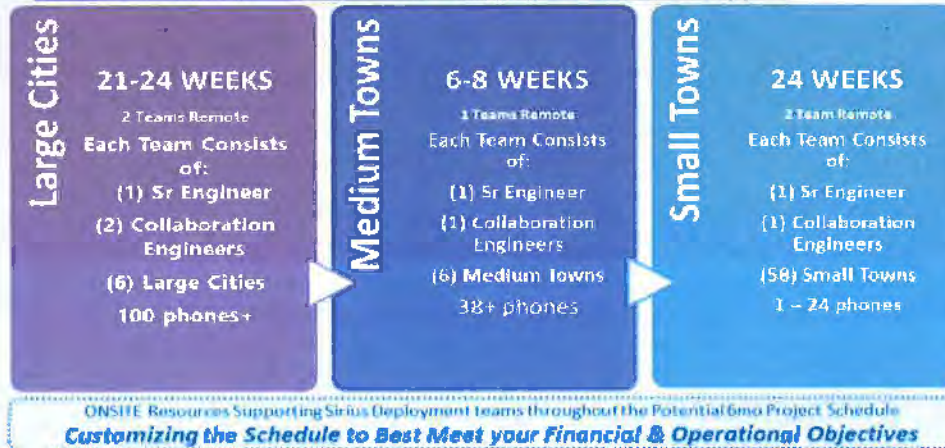 Large Cities
21-24 WEEKS
2 Teams Remote
Each Team Consists
of:
(1) Sr Engineer
(2) Collaboration
Engineers
(6) Large Cities
100 phones+
Medium Towns
6-8 WEEKS
1 Teams Remote
Each Team Consists
of:
(1) Sr Engineer
(1) Collaboration
Engineers
(6) Medium Towns
38+ phones
Small Towns
24 WEEKS
2 Team Remote
Each Team Consists
of:
(1) Sr Engineer
(1) Collaboration
Engineers
(58) Small Towns
1 – 24 phones
ONSITE Resources Supporting Sirius Deployment teams throughout the Potential 6mo Project Schedule
Customizing the Schedule to Best Meet your Financial & Operational Objectives